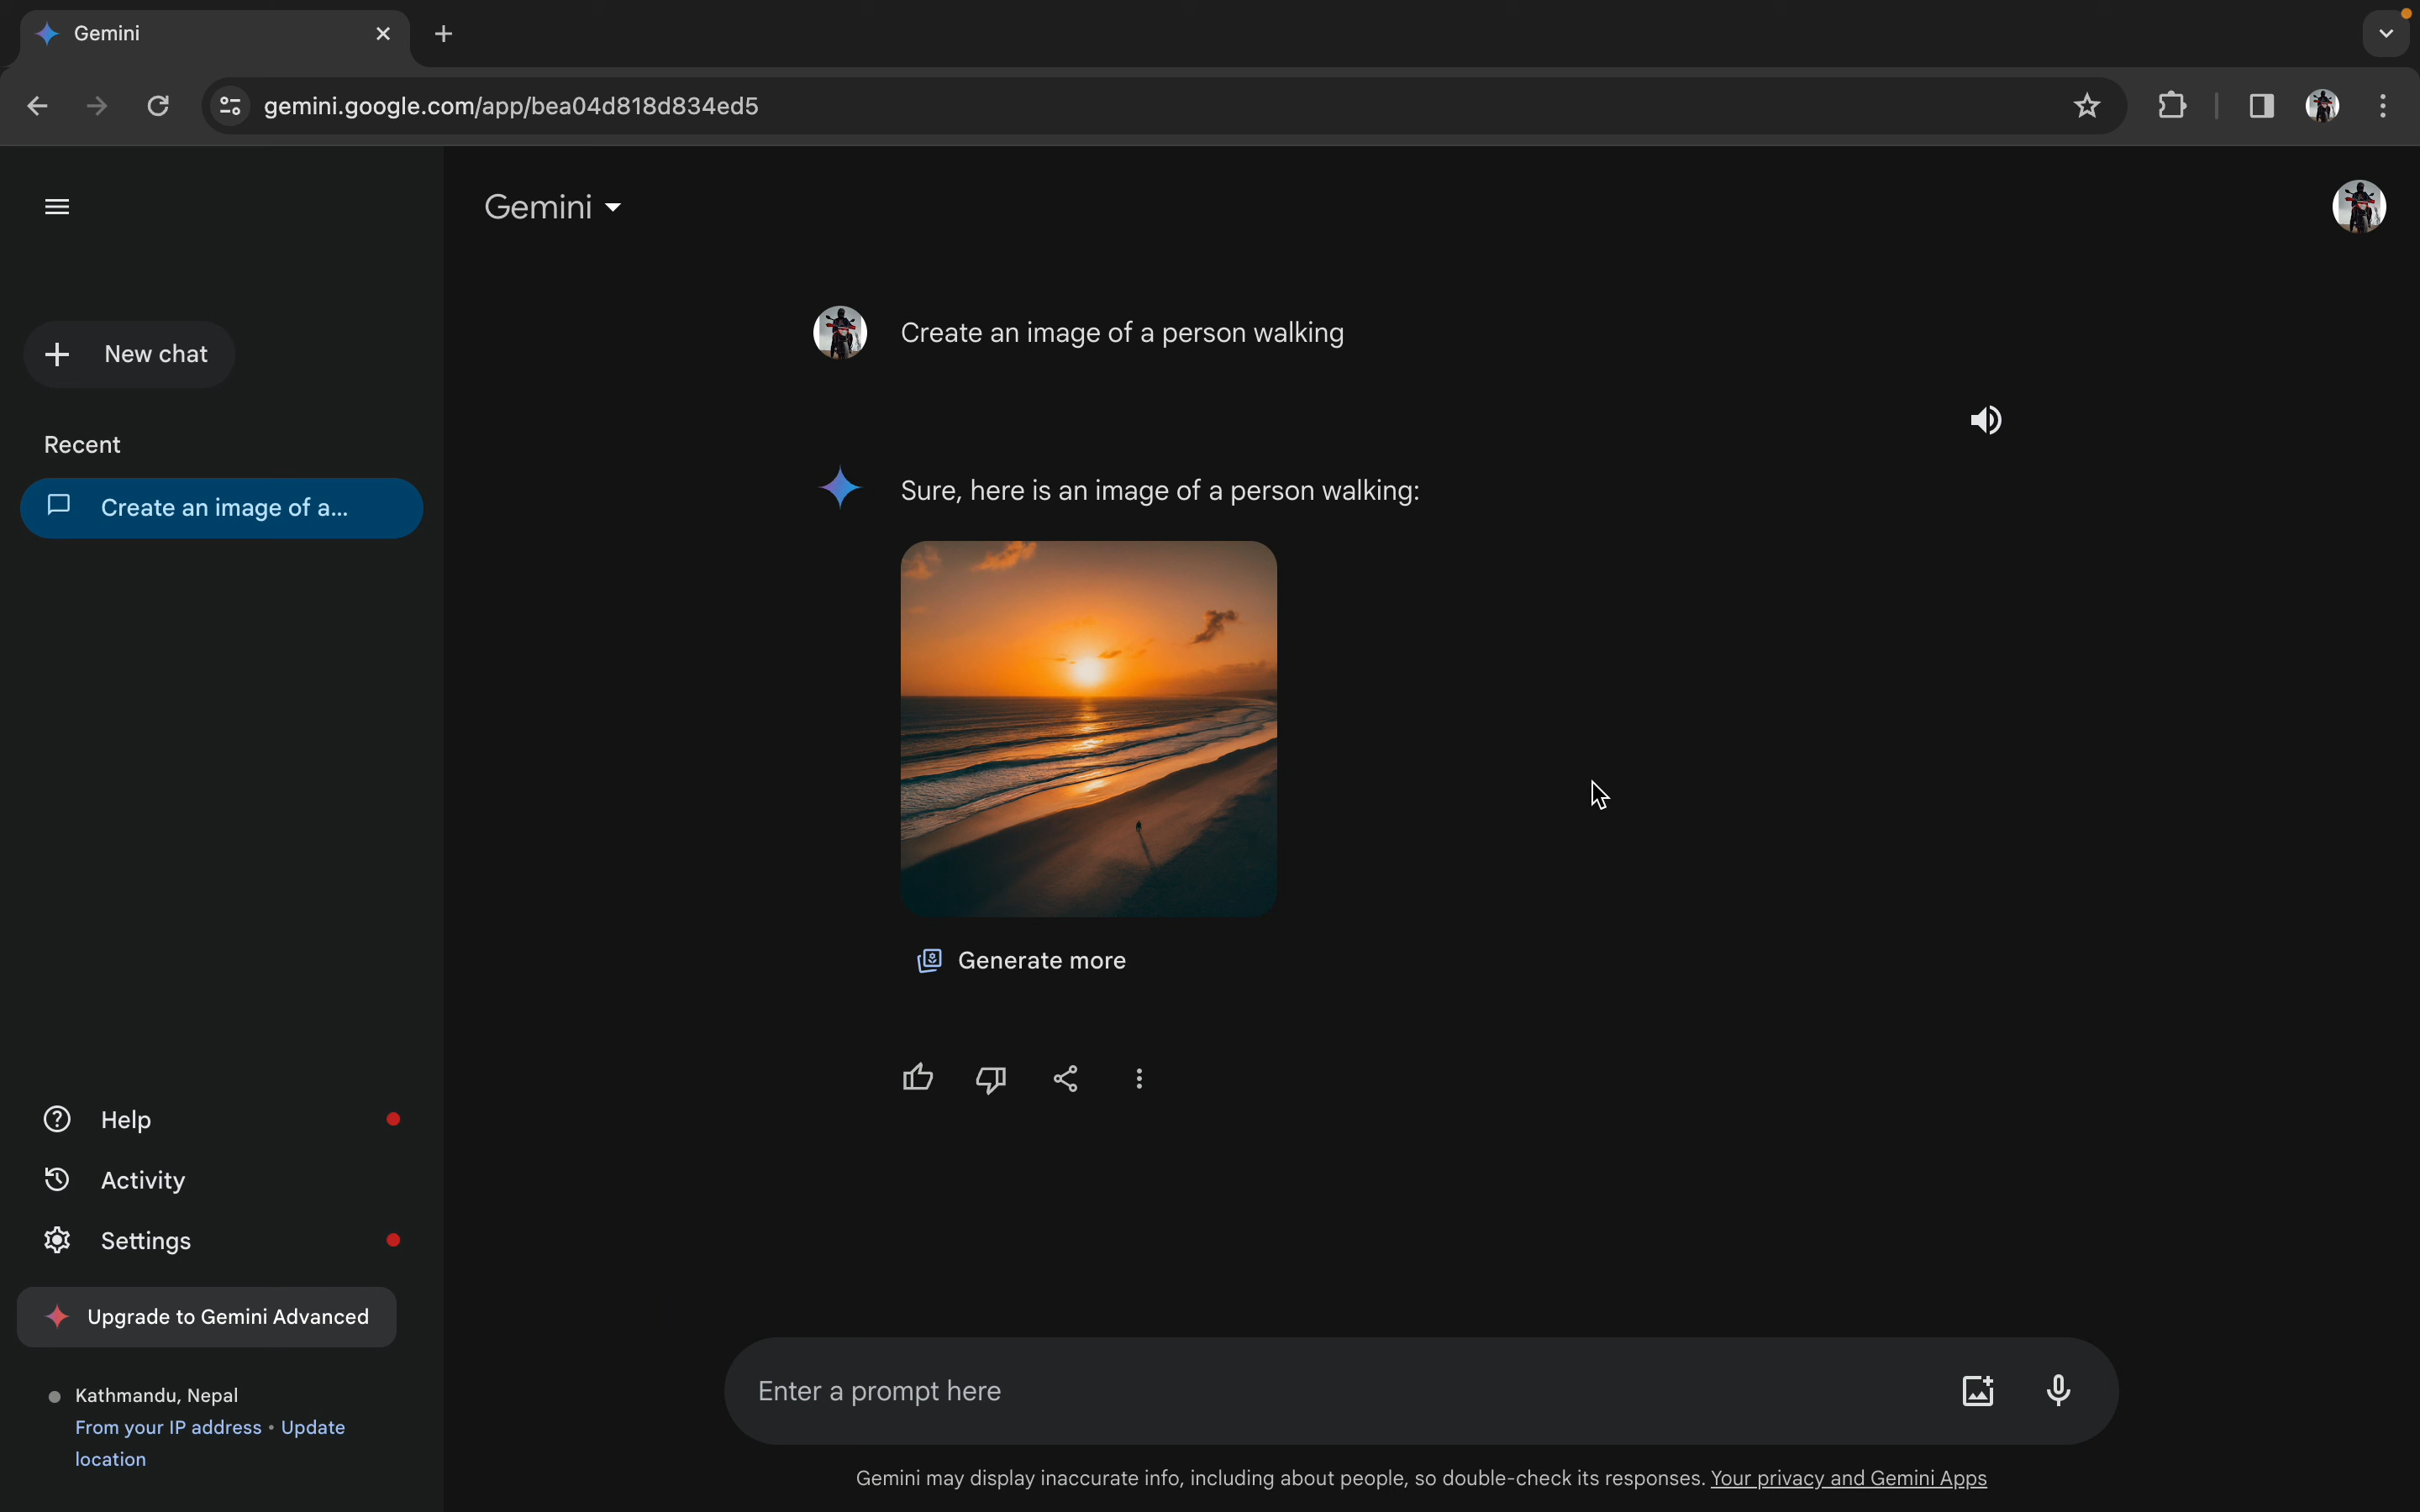 Gemini
gemini.google.com/app/bea04d818d834ed5
Gemini
New chat
Recent
Create an image of a...
Create an image of a person walking
Sure, here is an image of a person walking:
Generate more
Help
Activity
Settings
Upgrade to Gemini Advanced
Kathmandu, Nepal
From your IP address • Update
location
Enter a prompt here
Gemini may display inaccurate info, including about people, so double-check its responses. Your privacy and Gemini Apps